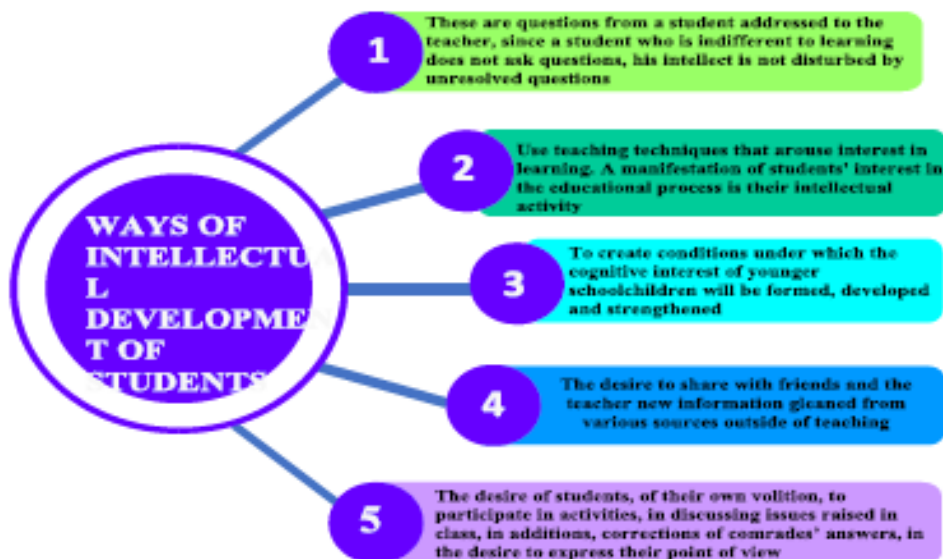 WAYS OF
INTELLECTUA
L
DEVELOPMEN
T OF
STUDENTS
1
These are questions from a student addressed to the
teacher, since a student who is indifferent to learning
does not ask questions, his intellect is not disturbed by
unresolved questions
2
Use teaching techniques that arouse interest in
learning. A manifestation of students' interest in
the educational process is their intellectual
activity
3
To create conditions under which the
cognitive interest of younger
schoolchildren will be formed, developed
and strengthened
4
The desire to share with friends and the
teacher new information gleaned from
various sources outside of teaching
5
The desire of students, of their own volition, to
participate in activities, in discussing issues raised in
class, in additions, corrections of comrades' answers, in
the desire to express their point of view